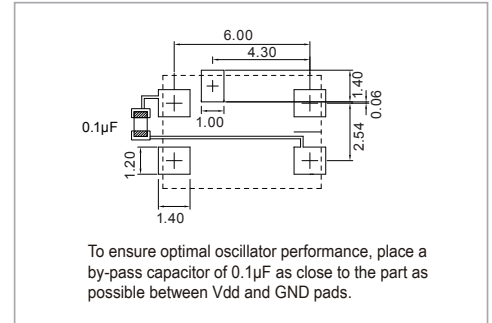 6.00
4.30
1.40
0.06
0.1µF
1.00
2.54
1.20
1.40
To ensure optimal oscillator performance, place a
by-pass capacitor of 0.1µF as close to the part as
possible between Vdd and GND pads.